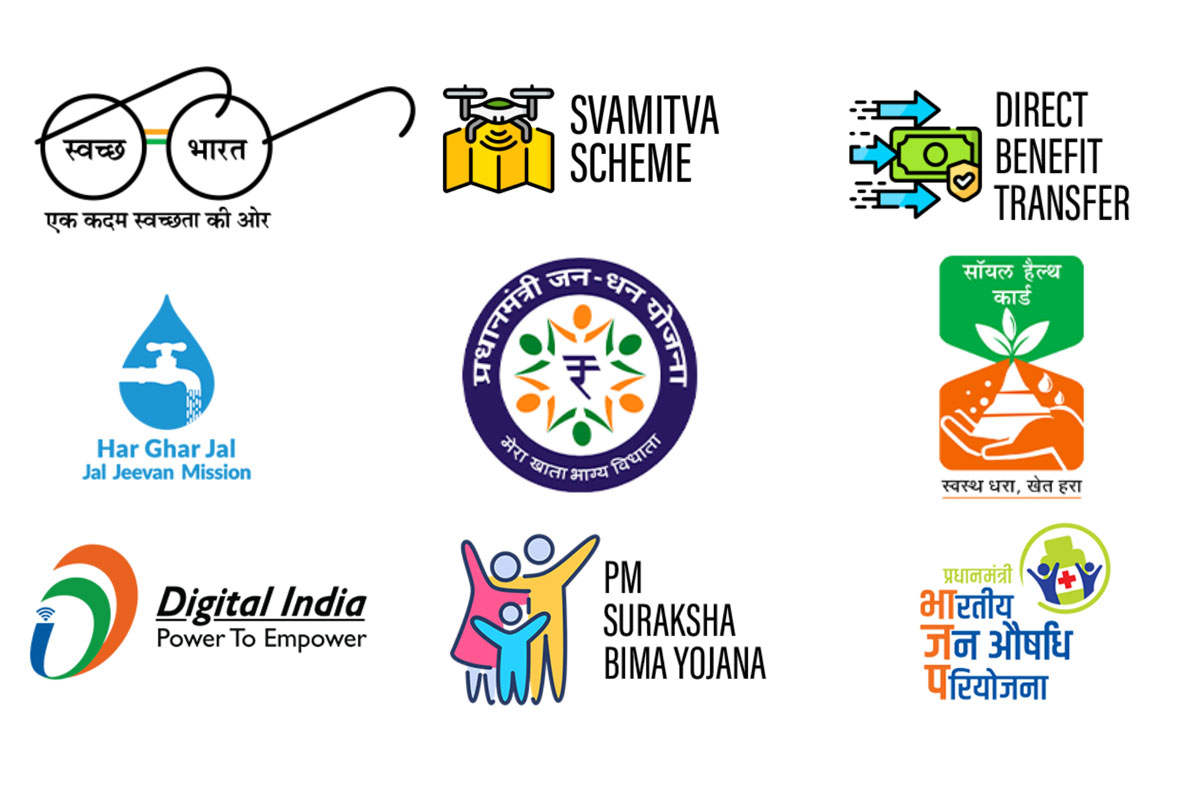 स्वच्छ भारत
एक कदम स्वच्छता की ओर
SVAMITVA
SCHEME
DIRECT
BENEFIT
TRANSFER
Har Ghar Jal
Jal Jeevan Mission
प्रधानमंत्री जन-धन योजना
मेरा खाता भाग्य विधाता
सॉयल हैल्थ
कार्ड
स्वस्थ धरा, खेत हरा
Digital India
Power To Empower
PM
SURAKSHA
BIMA YOJANA
प्रधानमंत्री
भारतीय
जन औषधि
परियोजना